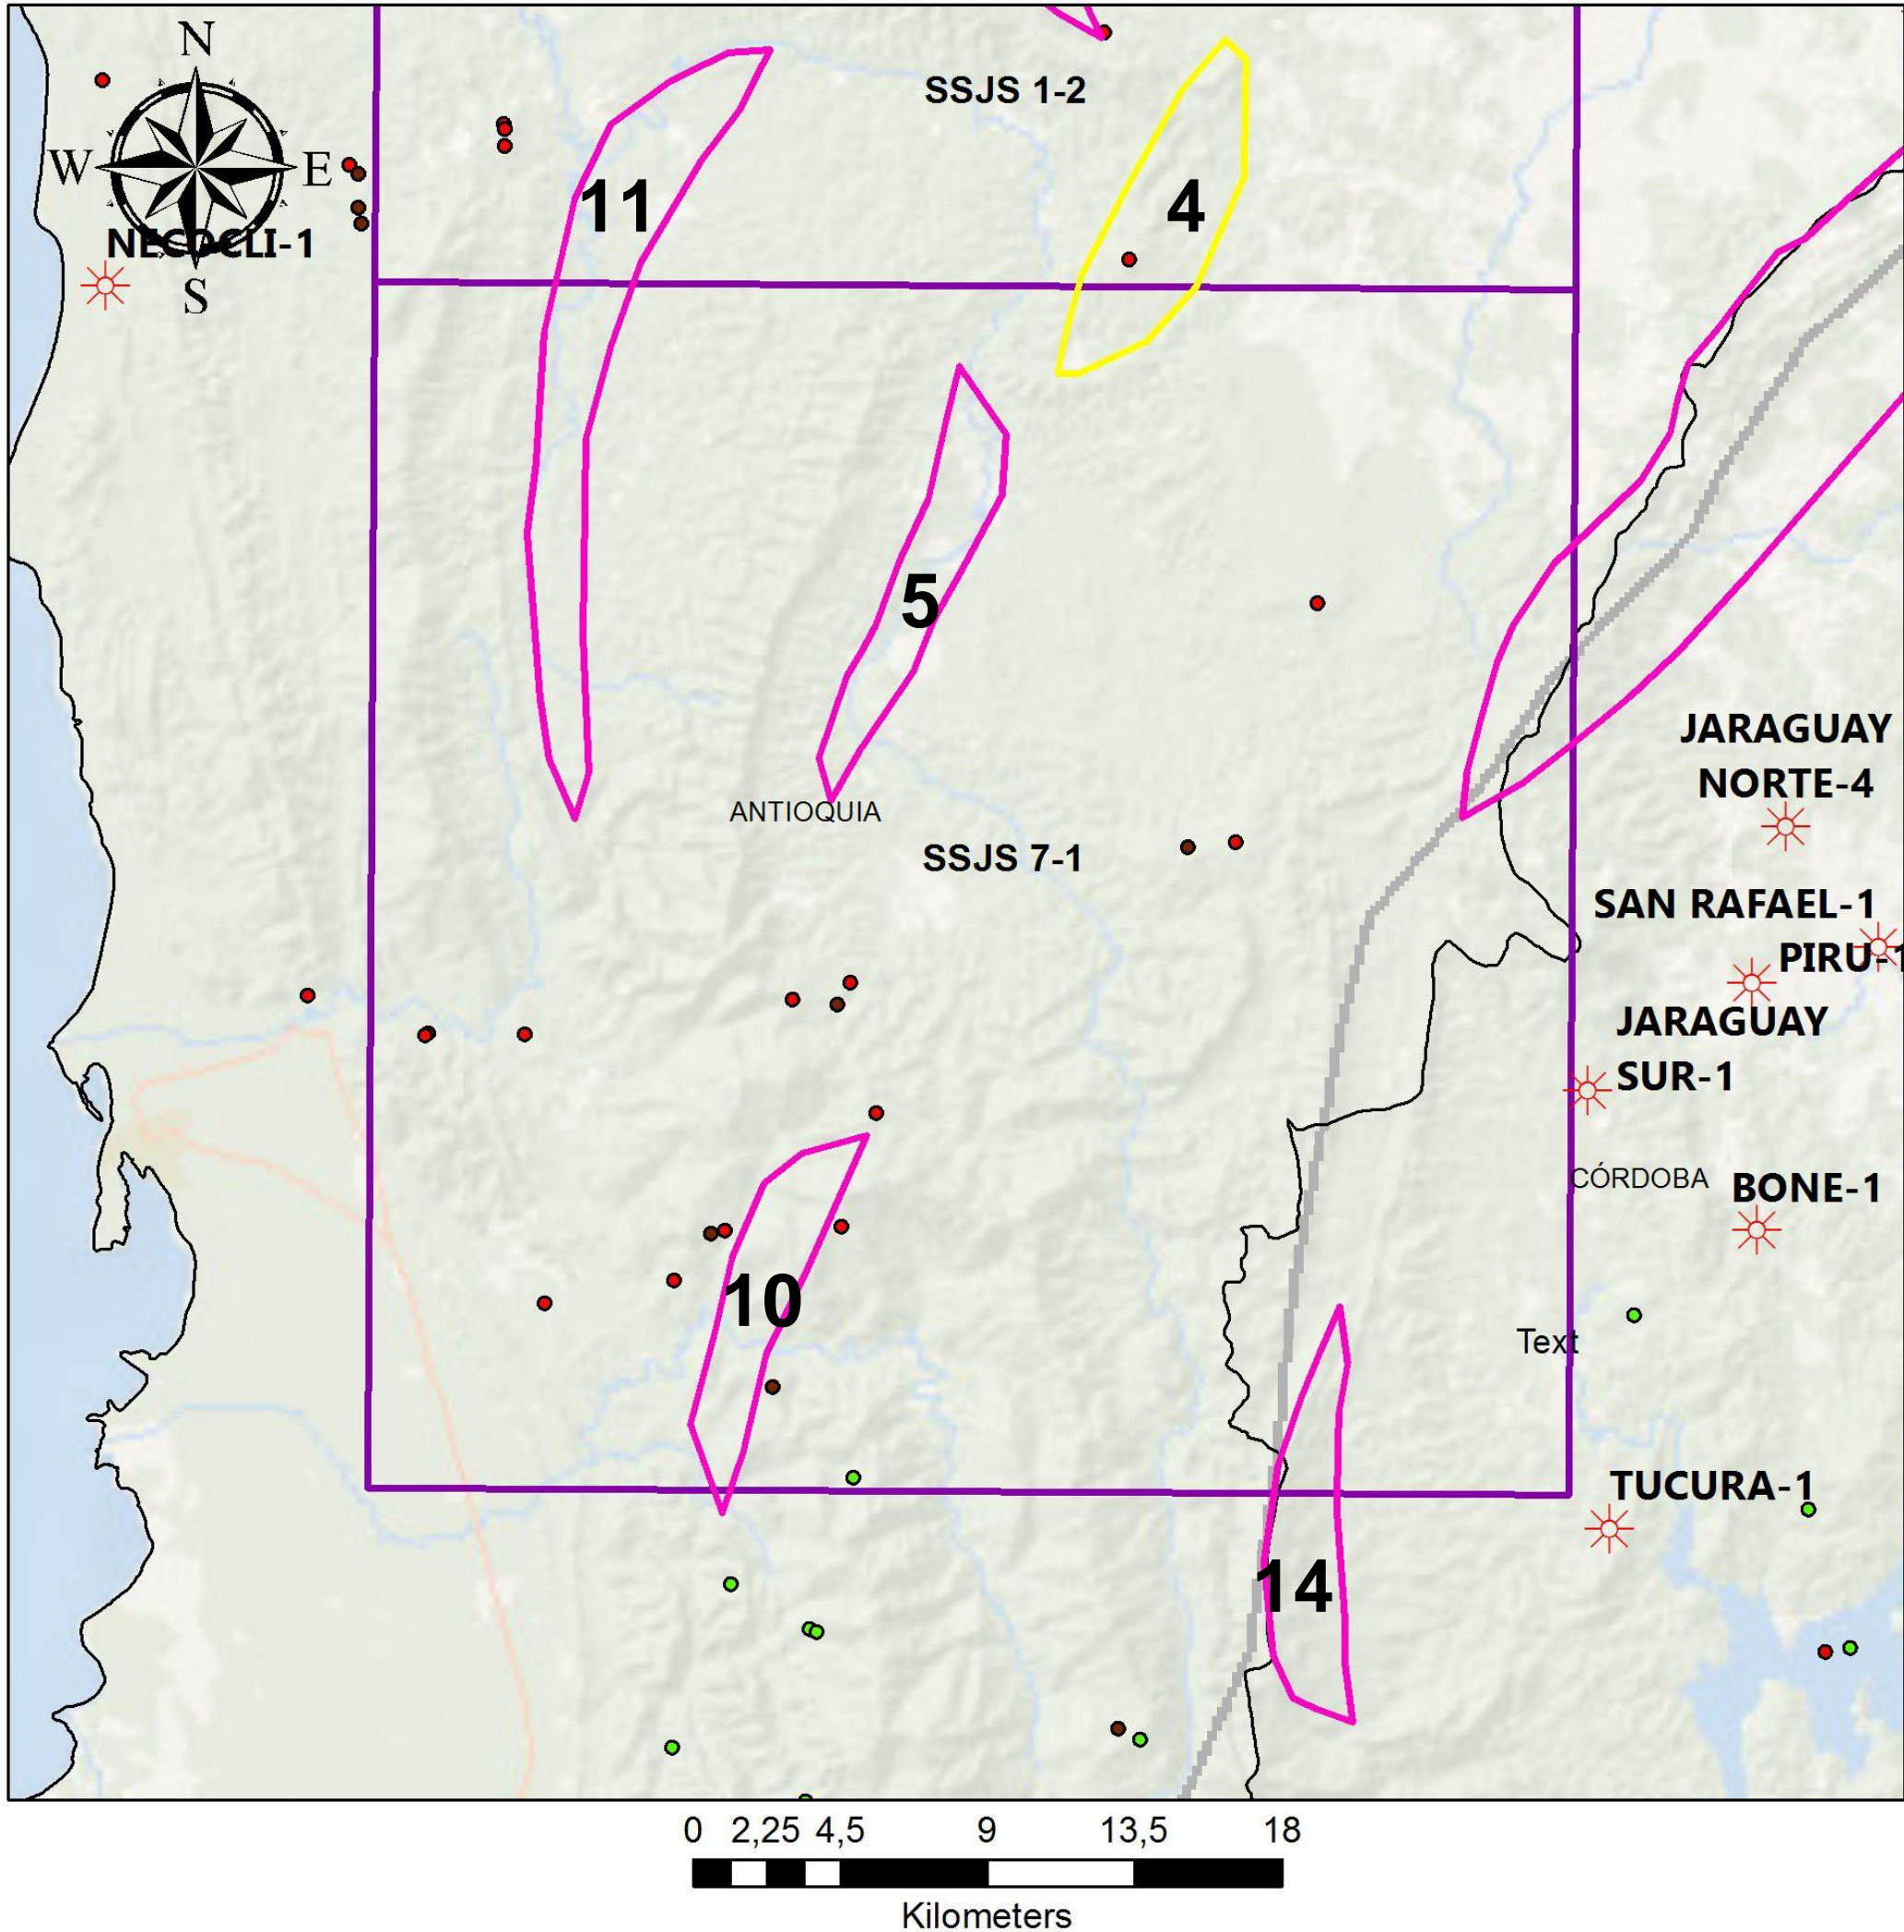 N
SSJS 1-2
W
E
11
4
NECOCLI-1
S
5
JARAGUAY
NORTE-4
ANTIOQUIA
SSJS 7-1
SAN RAFAEL-1
PIRU-1
JARAGUAY
SUR-1
CÓRDOBA
BONE-1
10
Text
TUCURA-1
14
0 2,25 4,5 9 13,5 18
Kilometers